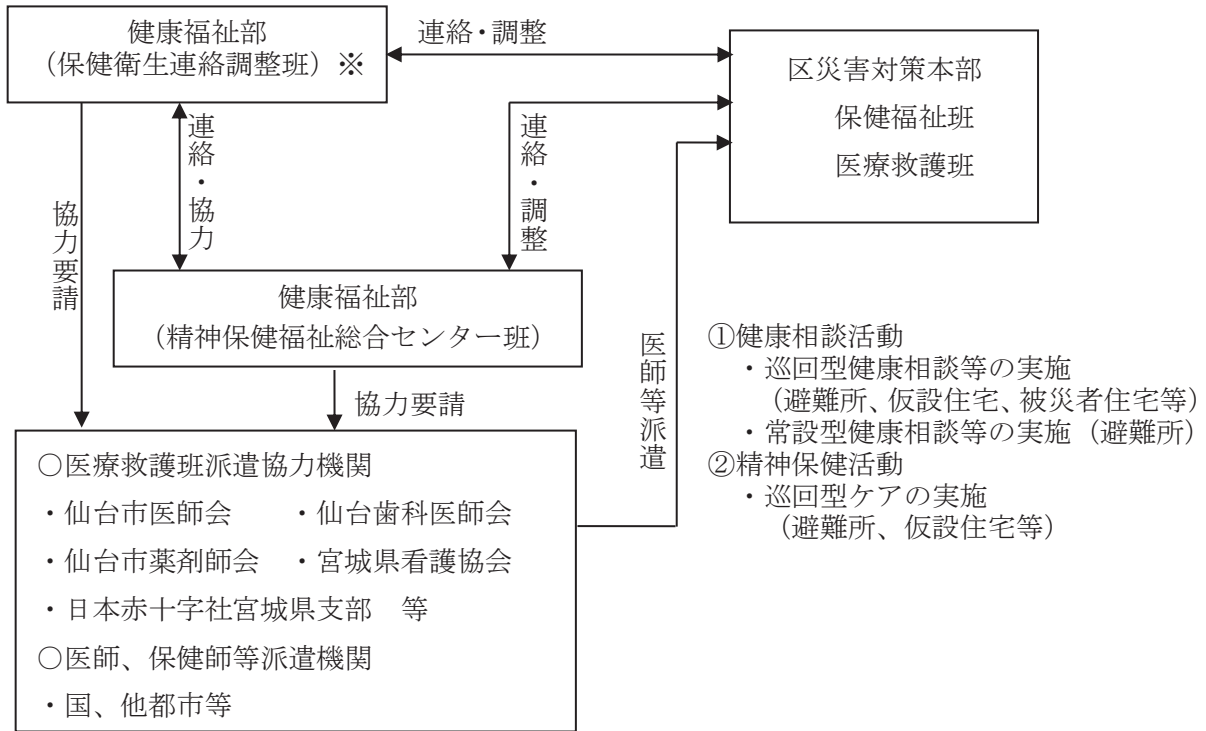 健康福祉部
（保健衛生連絡調整班）※
連絡・調整
区災害対策本部
保健福祉班
医療救護班
連絡・協力
連絡・調整
協力要請
健康福祉部
（精神保健福祉総合センター班）
協力要請
医師等派遣
①健康相談活動
・巡回型健康相談等の実施
（避難所、仮設住宅、被災者住宅等）
・常設型健康相談等の実施（避難所）
②精神保健活動
・巡回型ケアの実施
（避難所、仮設住宅等）
○医療救護班派遣協力機関
・仙台市医師会　　・仙台歯科医師会
・仙台市薬剤師会　・宮城県看護協会
・日本赤十字社宮城県支部　等
○医師、保健師等派遣機関
・国、他都市等